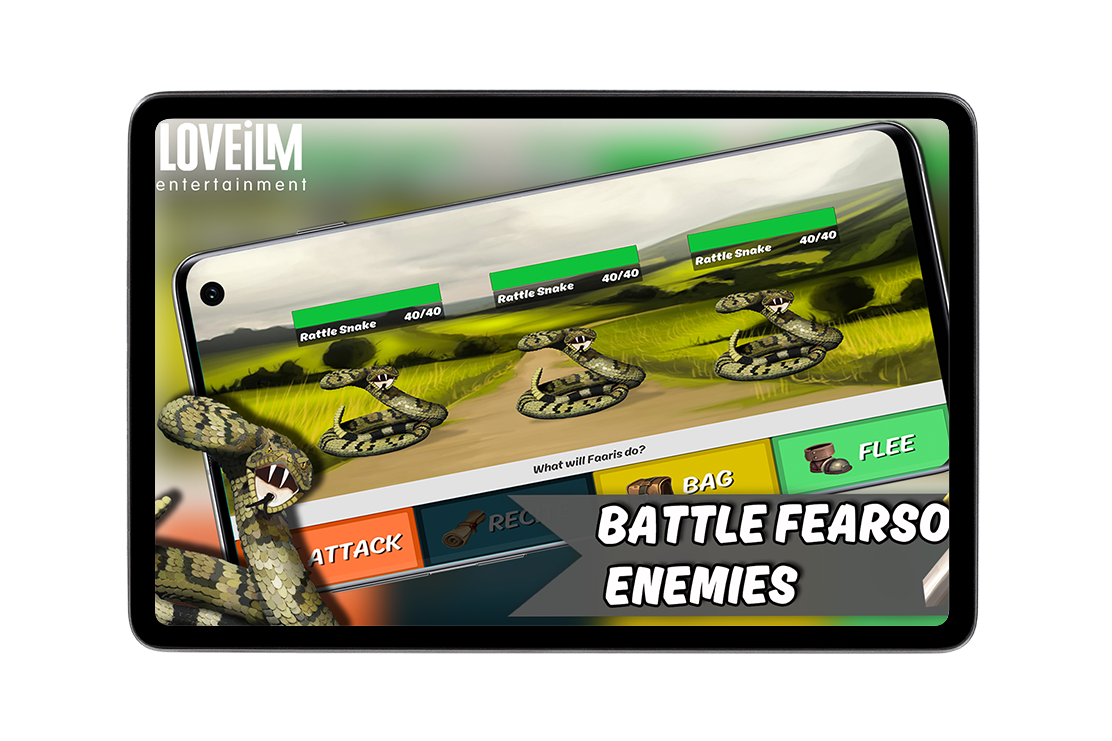 LOVEiLM
entertainment
Rattle Snake 40/40
Rattle Snake 40/40
Rattle Snake 40/40
What will Faaris do?
ATTACK
REC
BAG
FLEE
BATTLE FEARSO
ENEMIES